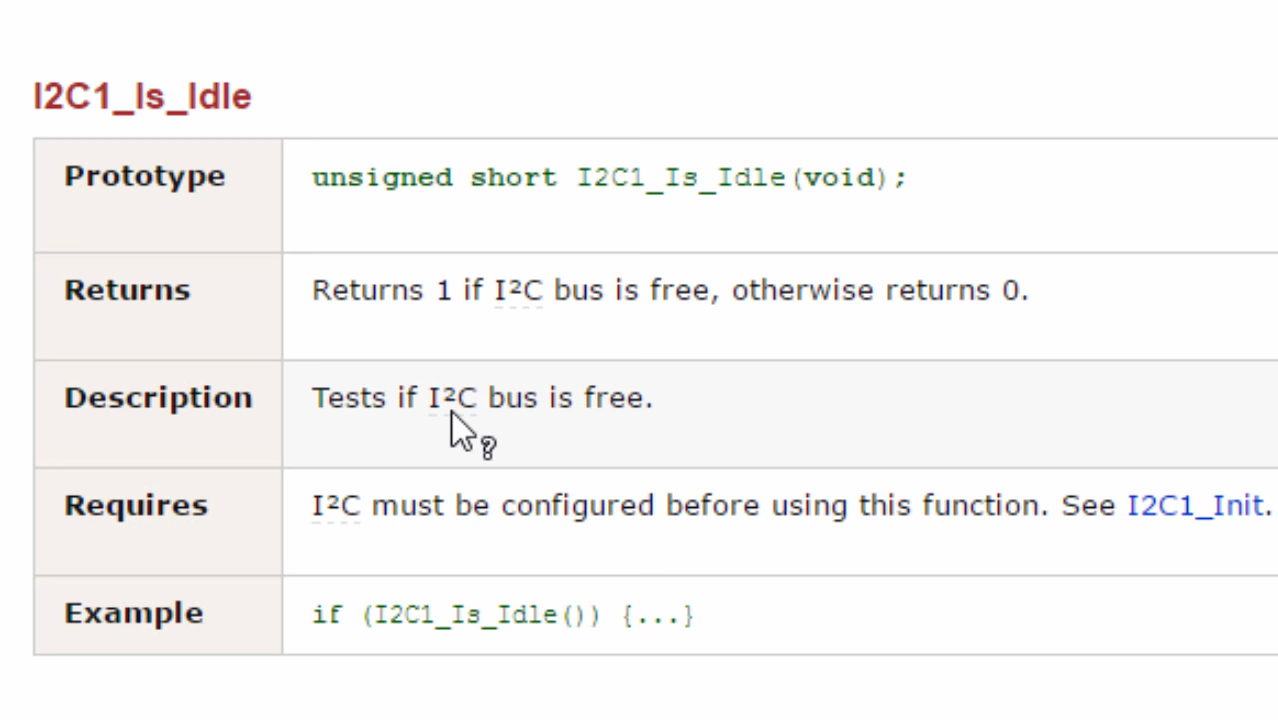 I2C1_Is_Idle
Prototype
unsigned short I2C1_Is_Idle(void);
Returns
Returns 1 if I²C bus is free, otherwise returns 0.
Description
Tests if I²C bus is free.
Requires
I²C must be configured before using this function. See I2C1_Init.
Example
if (I2C1_Is_Idle()) {...}